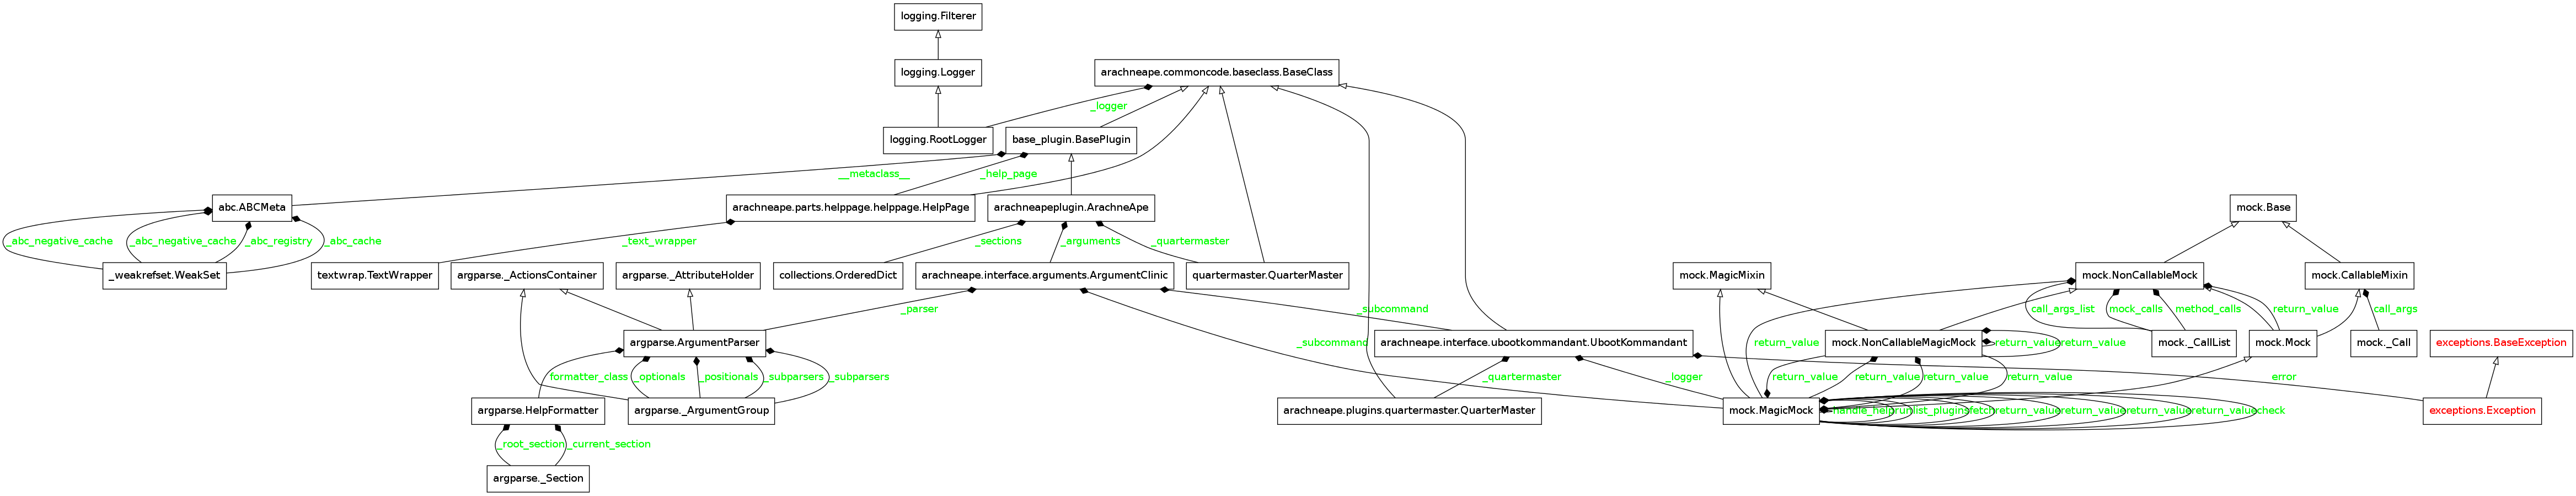 logging.Filterer
logging.Logger
arachneape.commoncode.baseclass.BaseClass
_logger
logging.RootLogger
base_plugin.BasePlugin
__metaclass__
_help_page
abc.ABCMeta
arachneape.parts.helppage.helppage.HelpPage
arachneapeplugin.ArachneApe
mock.Base
_abc_negative_cache
_abc_negative_cache
_abc_registry
_abc_cache
_text_wrapper
_sections
_arguments
_quartermaster
_weakrefset.WeakSet
textwrap.TextWrapper
argparse._ActionsContainer
argparse._AttributeHolder
collections.OrderedDict
arachneape.interface.arguments.ArgumentClinic
quartermaster.QuarterMaster
mock.MagicMixin
mock.NonCallableMock
mock.CallableMixin
_parser
_subcommand
call_args_list
mock_calls
method_calls
return_value
call_args
argparse.ArgumentParser
_subcommand
arachneape.interface.ubootkommandant.UbootKommandant
return_value
mock.NonCallableMagicMock
return_value
return_value
mock._CallList
mock.Mock
mock._Call
exceptions.BaseException
formatter_class
_optionals
_positionals
_subparsers
_subparsers
_quartermaster
_logger
return_value
return_value
return_value
return_value
error
argparse.HelpFormatter
argparse._ArgumentGroup
arachneape.plugins.quartermaster.QuarterMaster
mock.MagicMock
handle_help
run
list_plugins
fetch
return_value
return_value
return_value
return_value
check
exceptions.Exception
_root_section
_current_section
argparse._Section